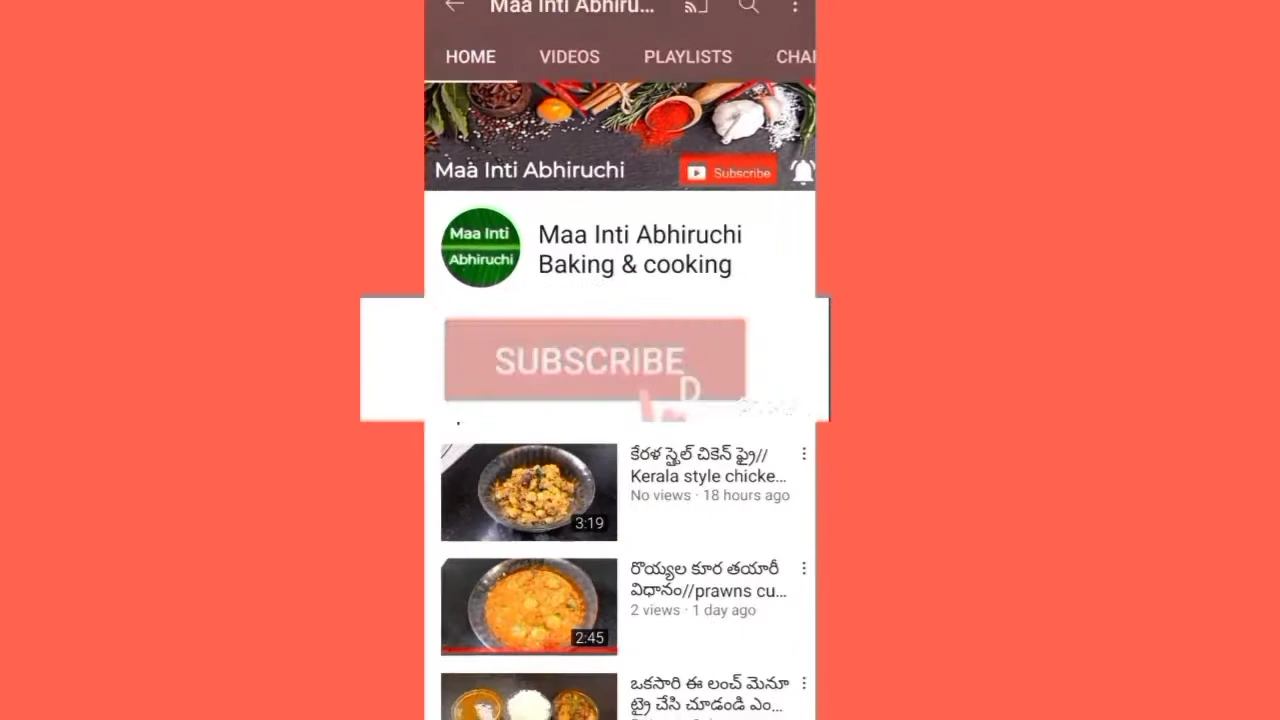 Maa Inti Abhiru...
HOME VIDEOS PLAYLISTS CHA
Maa Inti Abhiruchi
Subscribe
Maa Inti
Abhiruchi
Maa Inti Abhiruchi
Baking & cooking
SUBSCRIBE
కేరళ స్టైల్ చికెన్ ఫ్రై//
Kerala style chicke...
No views · 18 hours ago
3:19
రొయ్యల కూర తయారీ
విధానం//prawns cu...
2 views · 1 day ago
2:45
ఒకసారి ఈ లంచ్ మెనూ
ట్రై చేసి చూడండి ఎం...